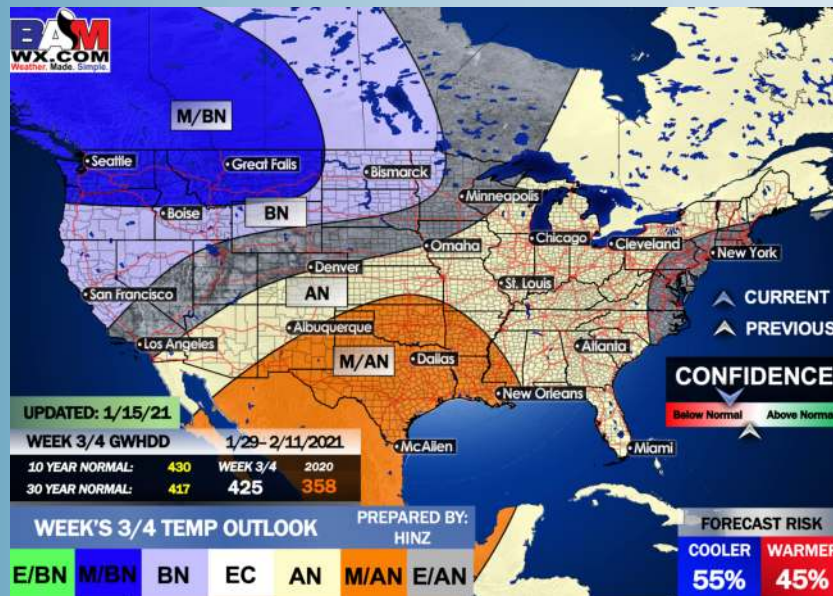 BAM
WX.COM
Weather. Made. Simple.
M/BN
Seattle
Great Falls
Bismarck
Minneapolis
Boise
BN
Omaha
Chicago
Cleveland
New York
Denver
San Francisco
AN
St. Louis
CURRENT
Los Angeles
Albuquerque
PREVIOUS
M/AN
Dallas
Atlanta
CONFIDENCE
New Orleans
Below Normal
Above Norma
UPDATED: 1/15/21
WEEK 3/4 GWHDD 1/29– 2/11/2021
McAllen
Miami
10 YEAR NORMAL: 430 WEEK 3/4 2020
30 YEAR NORMAL: 417 425 358
WEEK'S 3/4 TEMP OUTLOOK
PREPARED BY:
HINZ
FORECAST RISK
COOLER WARMER
55% 45%
E/BN M/BN BN EC AN M/AN E/AN